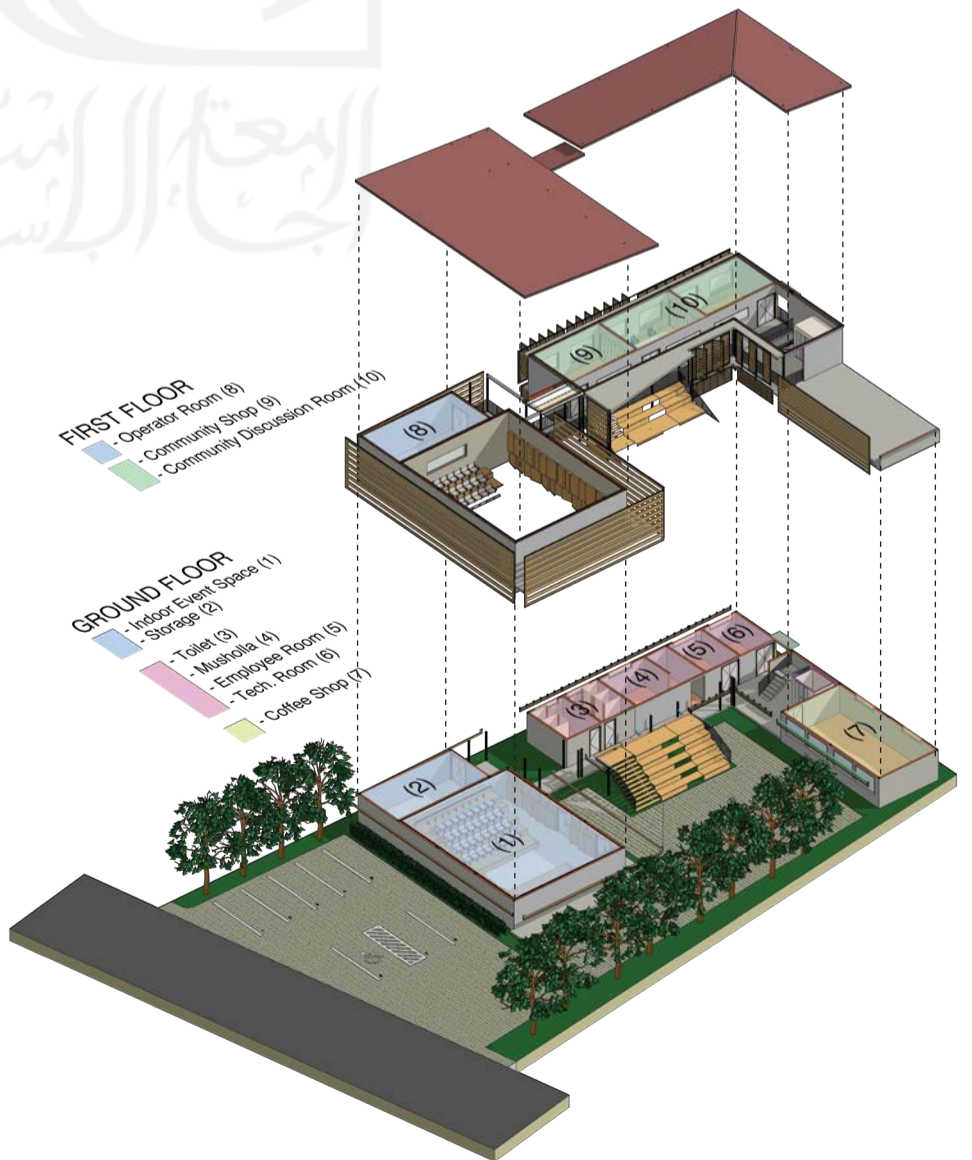 FIRST FLOOR
- Operator Room (8)
- Community Shop (9)
- Community Discussion Room (10)
GROUND FLOOR
- Indoor Event Space (1)
- Storage (2)
- Toilet (3)
- Musholla (4)
- Employee Room (5)
- Tech. Room (6)
- Coffee Shop (7)
(10)
(9)
(8)
(6)
(5)
(4)
(3)
(7)
(2)
(1)